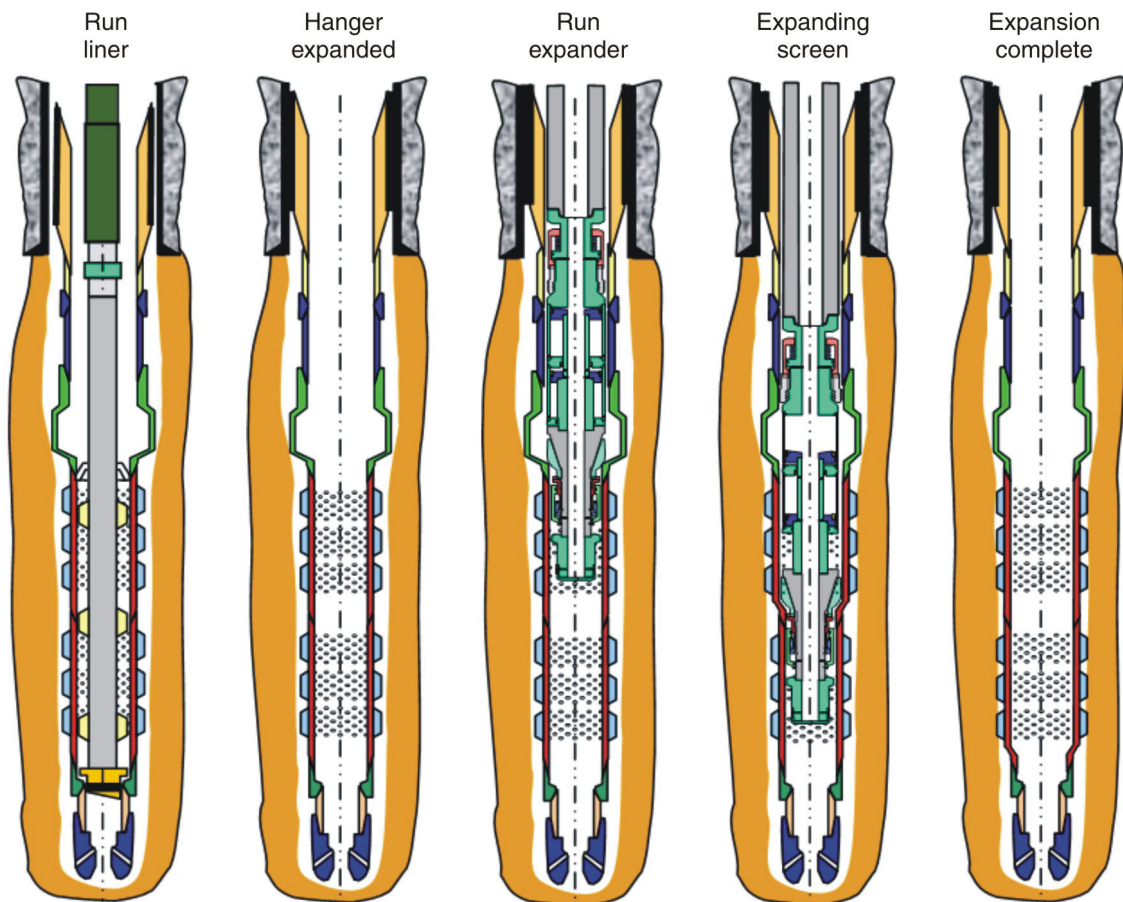 Run
liner
Hanger
expanded
Run
expander
Expanding
screen
Expansion
complete